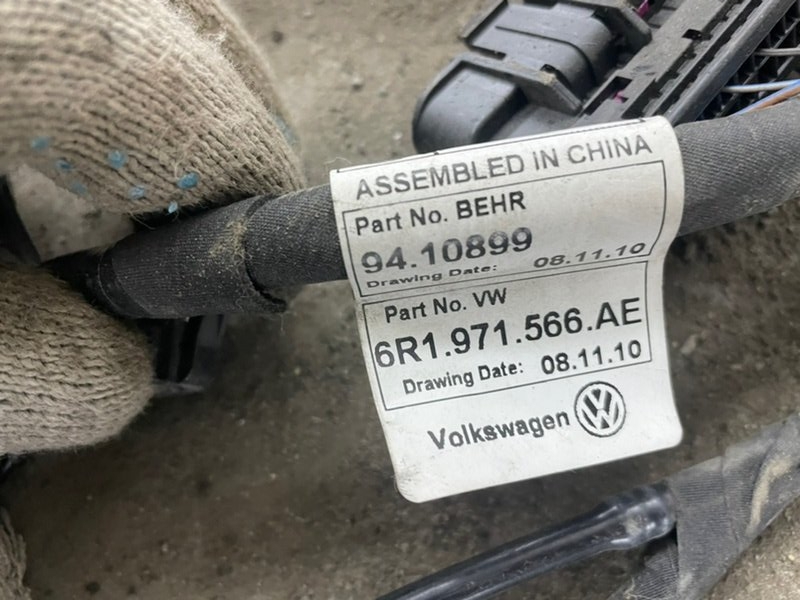 ASSEMBLED IN CHINA
Part No. BEHR
94.10899
Drawing Date: 08.11.10
Part No. VW
6R1.971.566.AE
Drawing Date: 08.11.10
Volkswagen